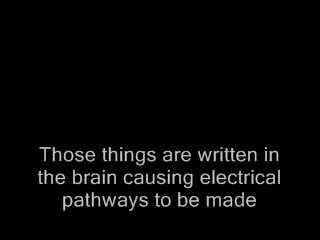 Those things are written in
the brain causing electrical
pathways to be made